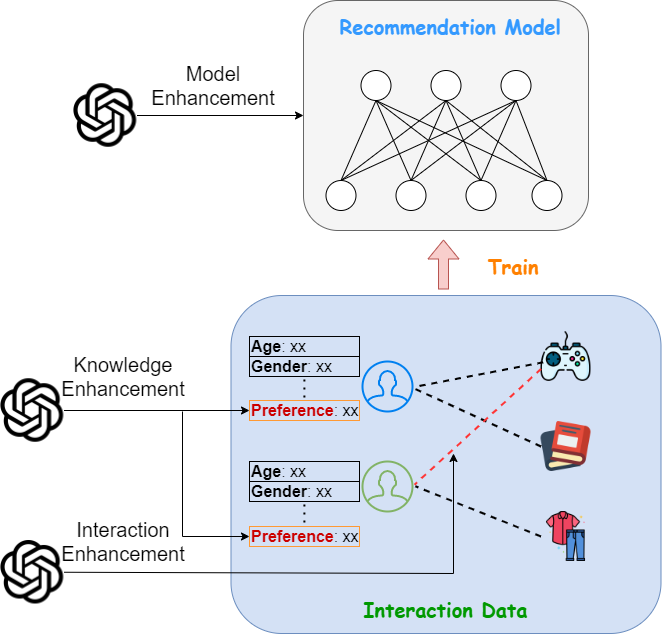 Recommendation Model
Model
Enhancement
Train
Knowledge
Enhancement
Age: xx
Gender: xx
Preference: xx
Age: xx
Gender: xx
Preference: xx
Interaction
Enhancement
Interaction Data